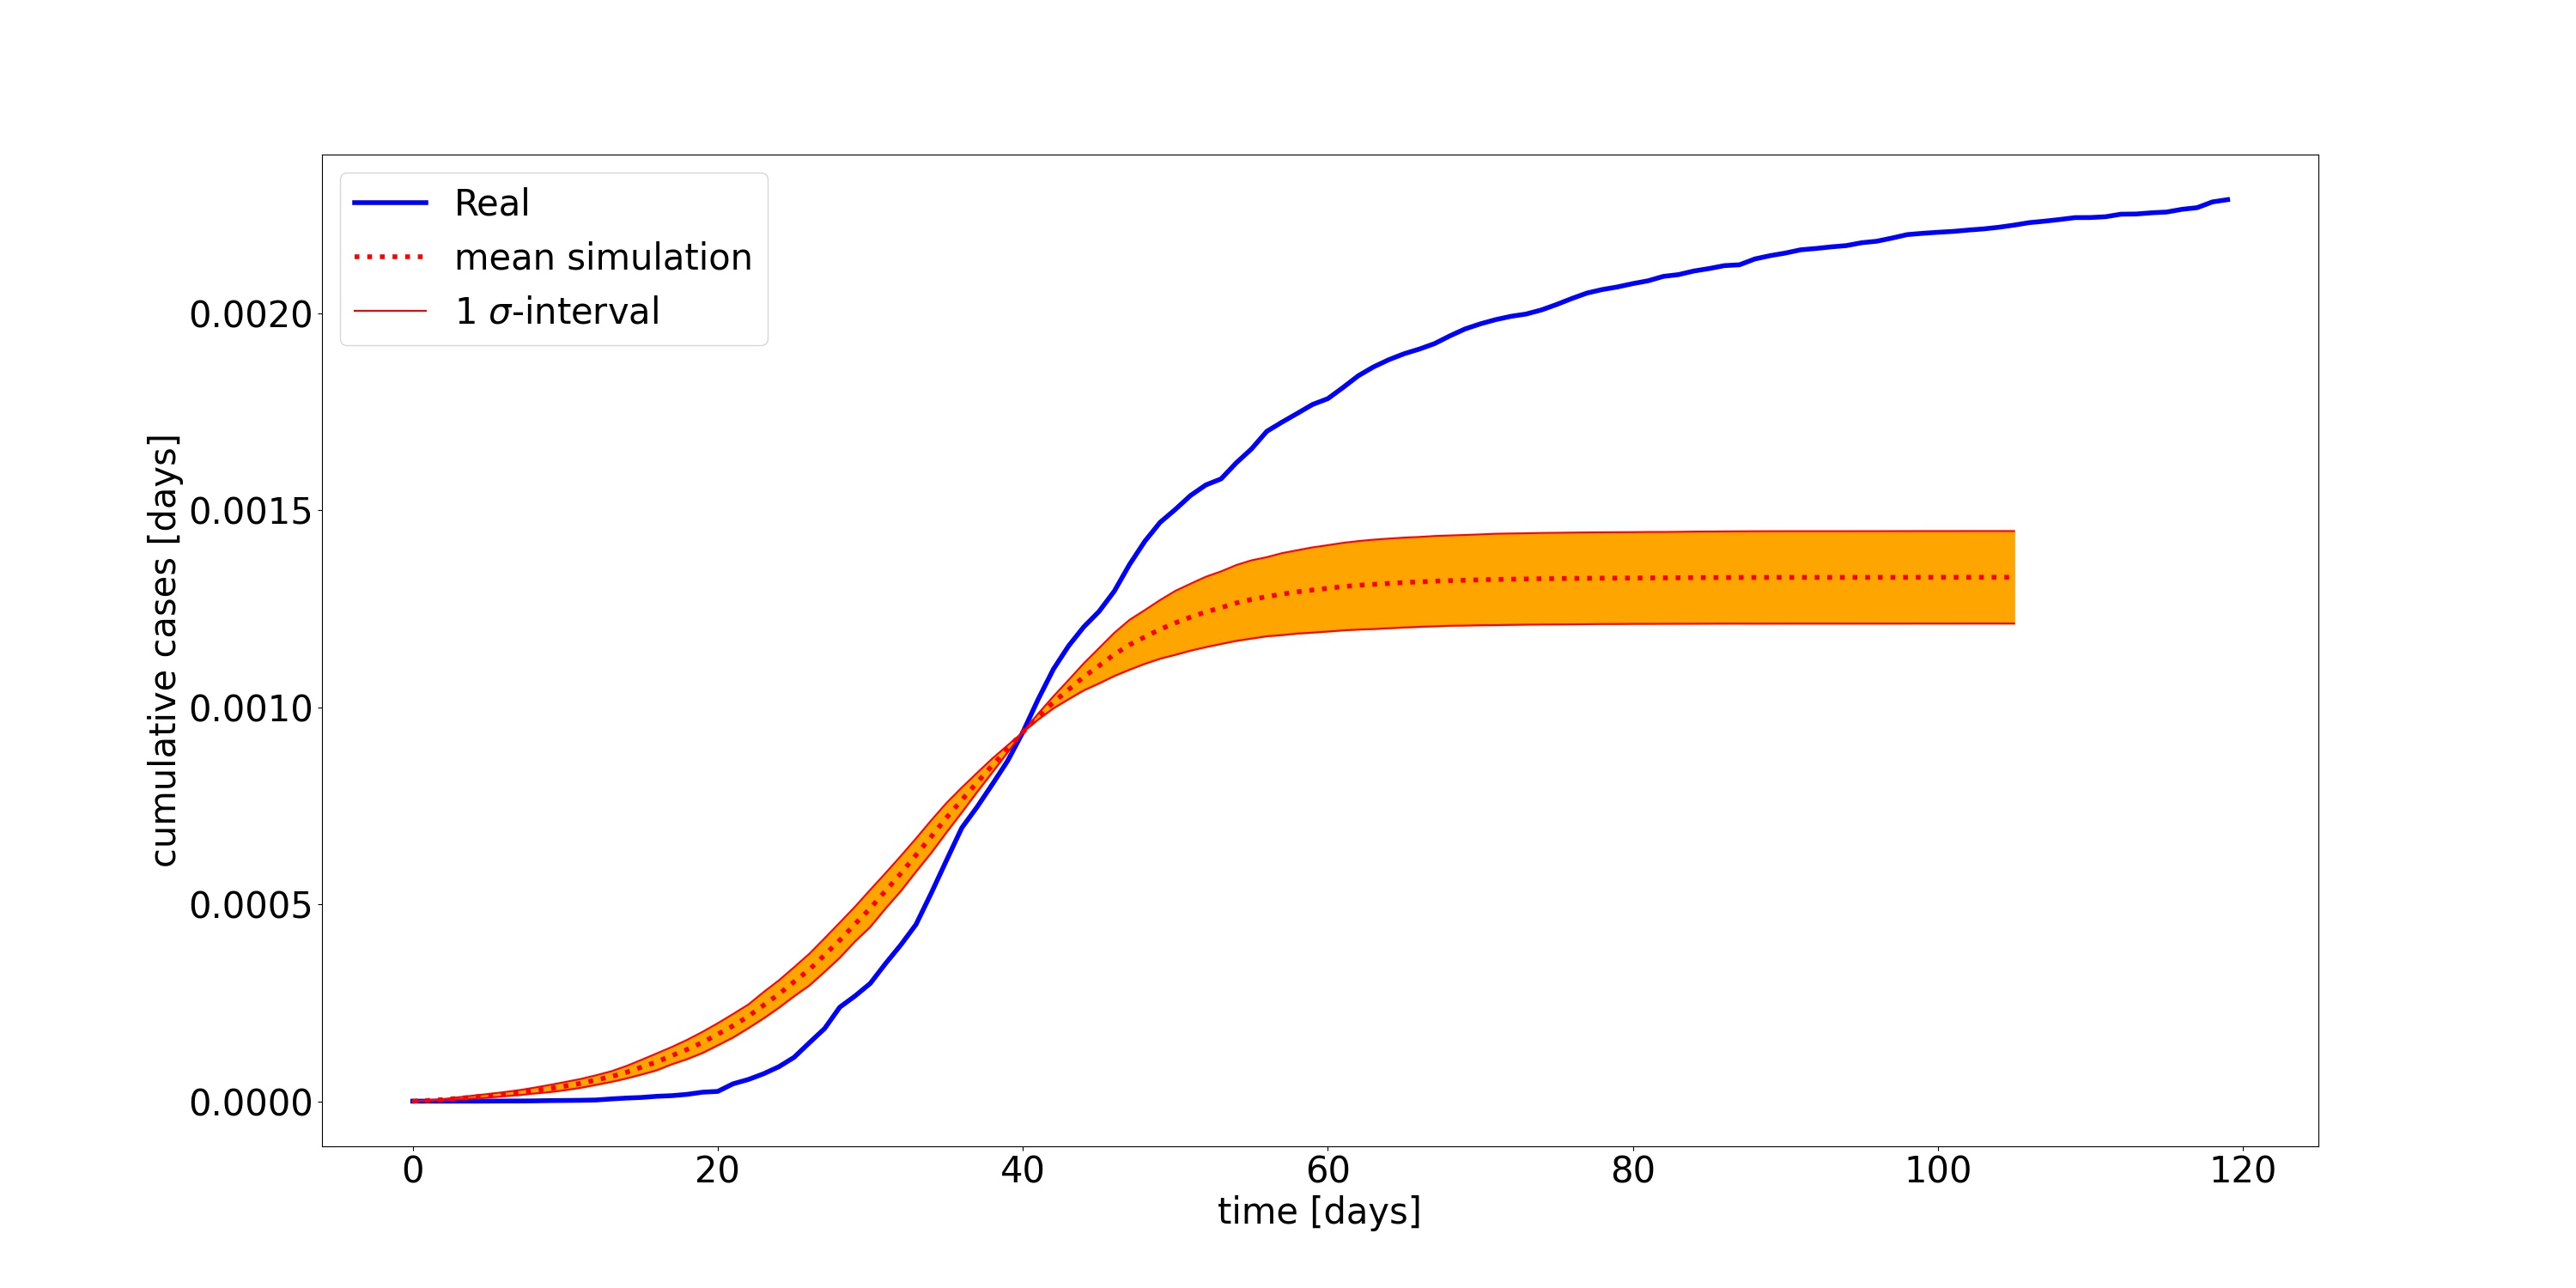 Real
mean simulation
1 σ-interval
cumulative cases [days]
0.0020
0.0015
0.0010
0.0005
0.0000
0 20 40 60 80 100 120
time [days]